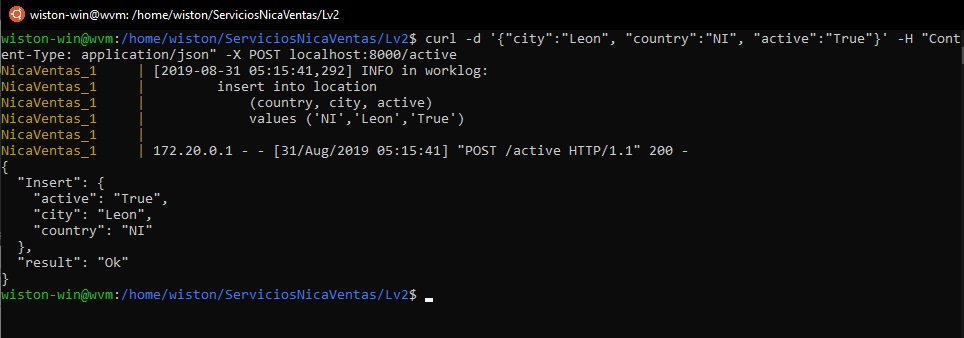 wiston-win@wvm: /home/wiston/ServiciosNicaVentas/Lv2
wiston-win@wvm:/home/wiston/ServiciosNicaVentas/Lv2$ curl -d '{"city":"Leon", "country":"NI", "active":"True"}' -H "Cont
ent-Type: application/json" -X POST localhost:8000/active
NicaVentas_1     | [2019-08-31 05:15:41,292] INFO in worklog:
NicaVentas_1     |         insert into location
NicaVentas_1     |             (country, city, active)
NicaVentas_1     |             values ('NI','Leon','True')
NicaVentas_1     |
NicaVentas_1     | 172.20.0.1 - - [31/Aug/2019 05:15:41] "POST /active HTTP/1.1" 200 -
{
  "Insert": {
    "active": "True",
    "city": "Leon",
    "country": "NI"
  },
  "result": "Ok"
}
wiston-win@wvm:/home/wiston/ServiciosNicaVentas/Lv2$